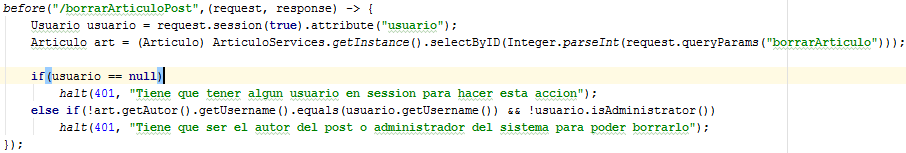 before("/borrarArticuloPost",(request, response) -> {
    Usuario usuario = request.session(true).attribute("usuario");
    Articulo art = (Articulo) ArticuloServices.getInstance().selectByID(Integer.parseInt(request.queryParams("borrarArticulo")));

    if(usuario == null)
        halt(401, "Tiene que tener algun usuario en session para hacer esta accion");
    else if(!art.getAutor().getUsername().equals(usuario.getUsername()) && !usuario.isAdministrator())
        halt(401, "Tiene que ser el autor del post o administrador del sistema para poder borrarlo");
});